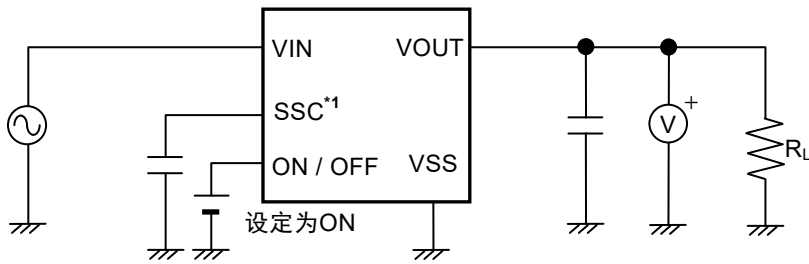 VIN VOUT
SSC*1
ON / OFF VSS
设定为ON
V +
RL